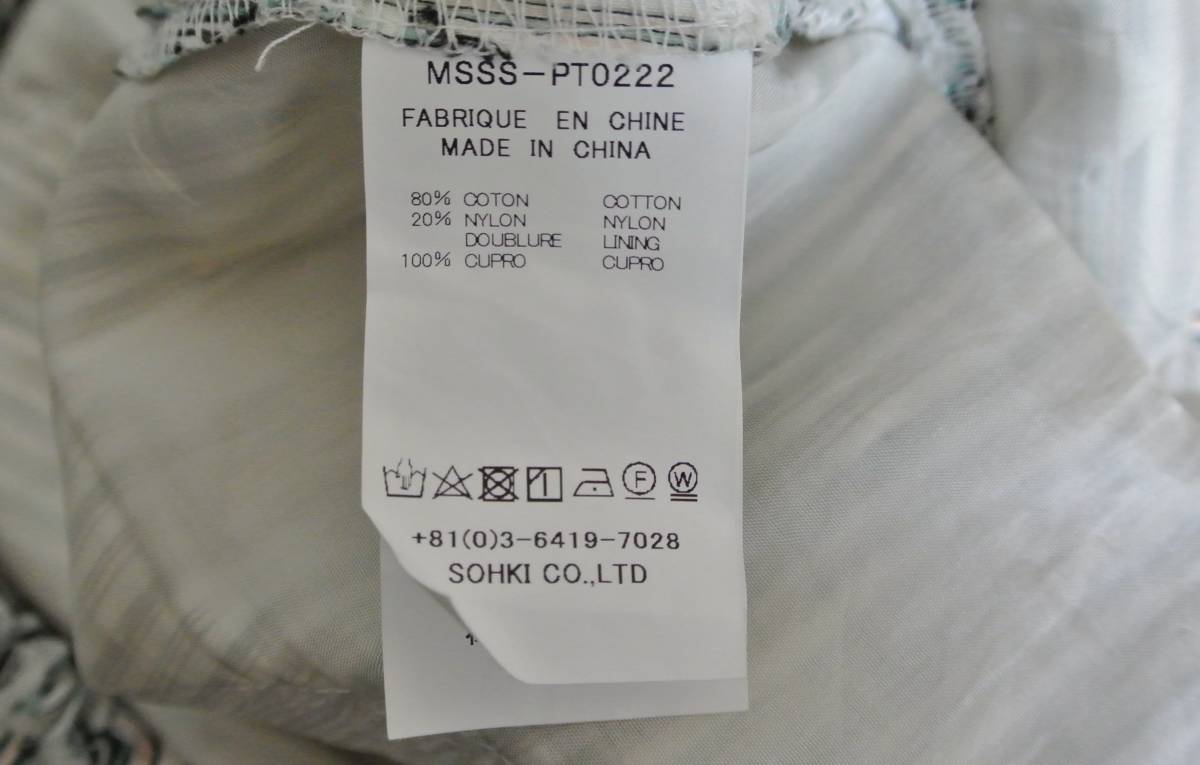 MSSS-PT0222
FABRIQUE EN CHINE
MADE IN CHINA
80% COTON COTTON
20% NYLON NYLON
DOUBLURE LINING
100% CUPRO CUPRO
F W
+81(0)3-6419-7028
SOHKI CO.,LTD